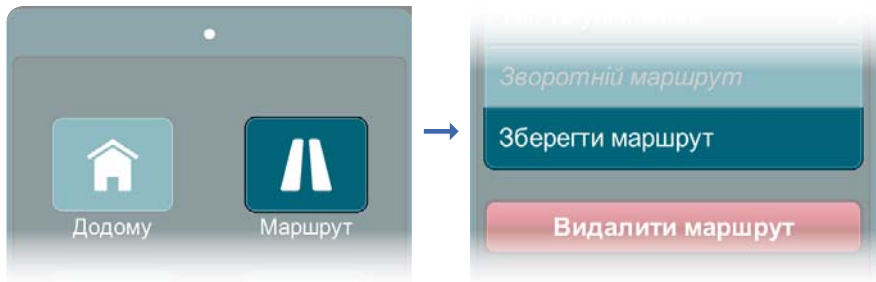 Додому
Маршрут
Зворотній маршрут
Зберегти маршрут
Видалити маршрут